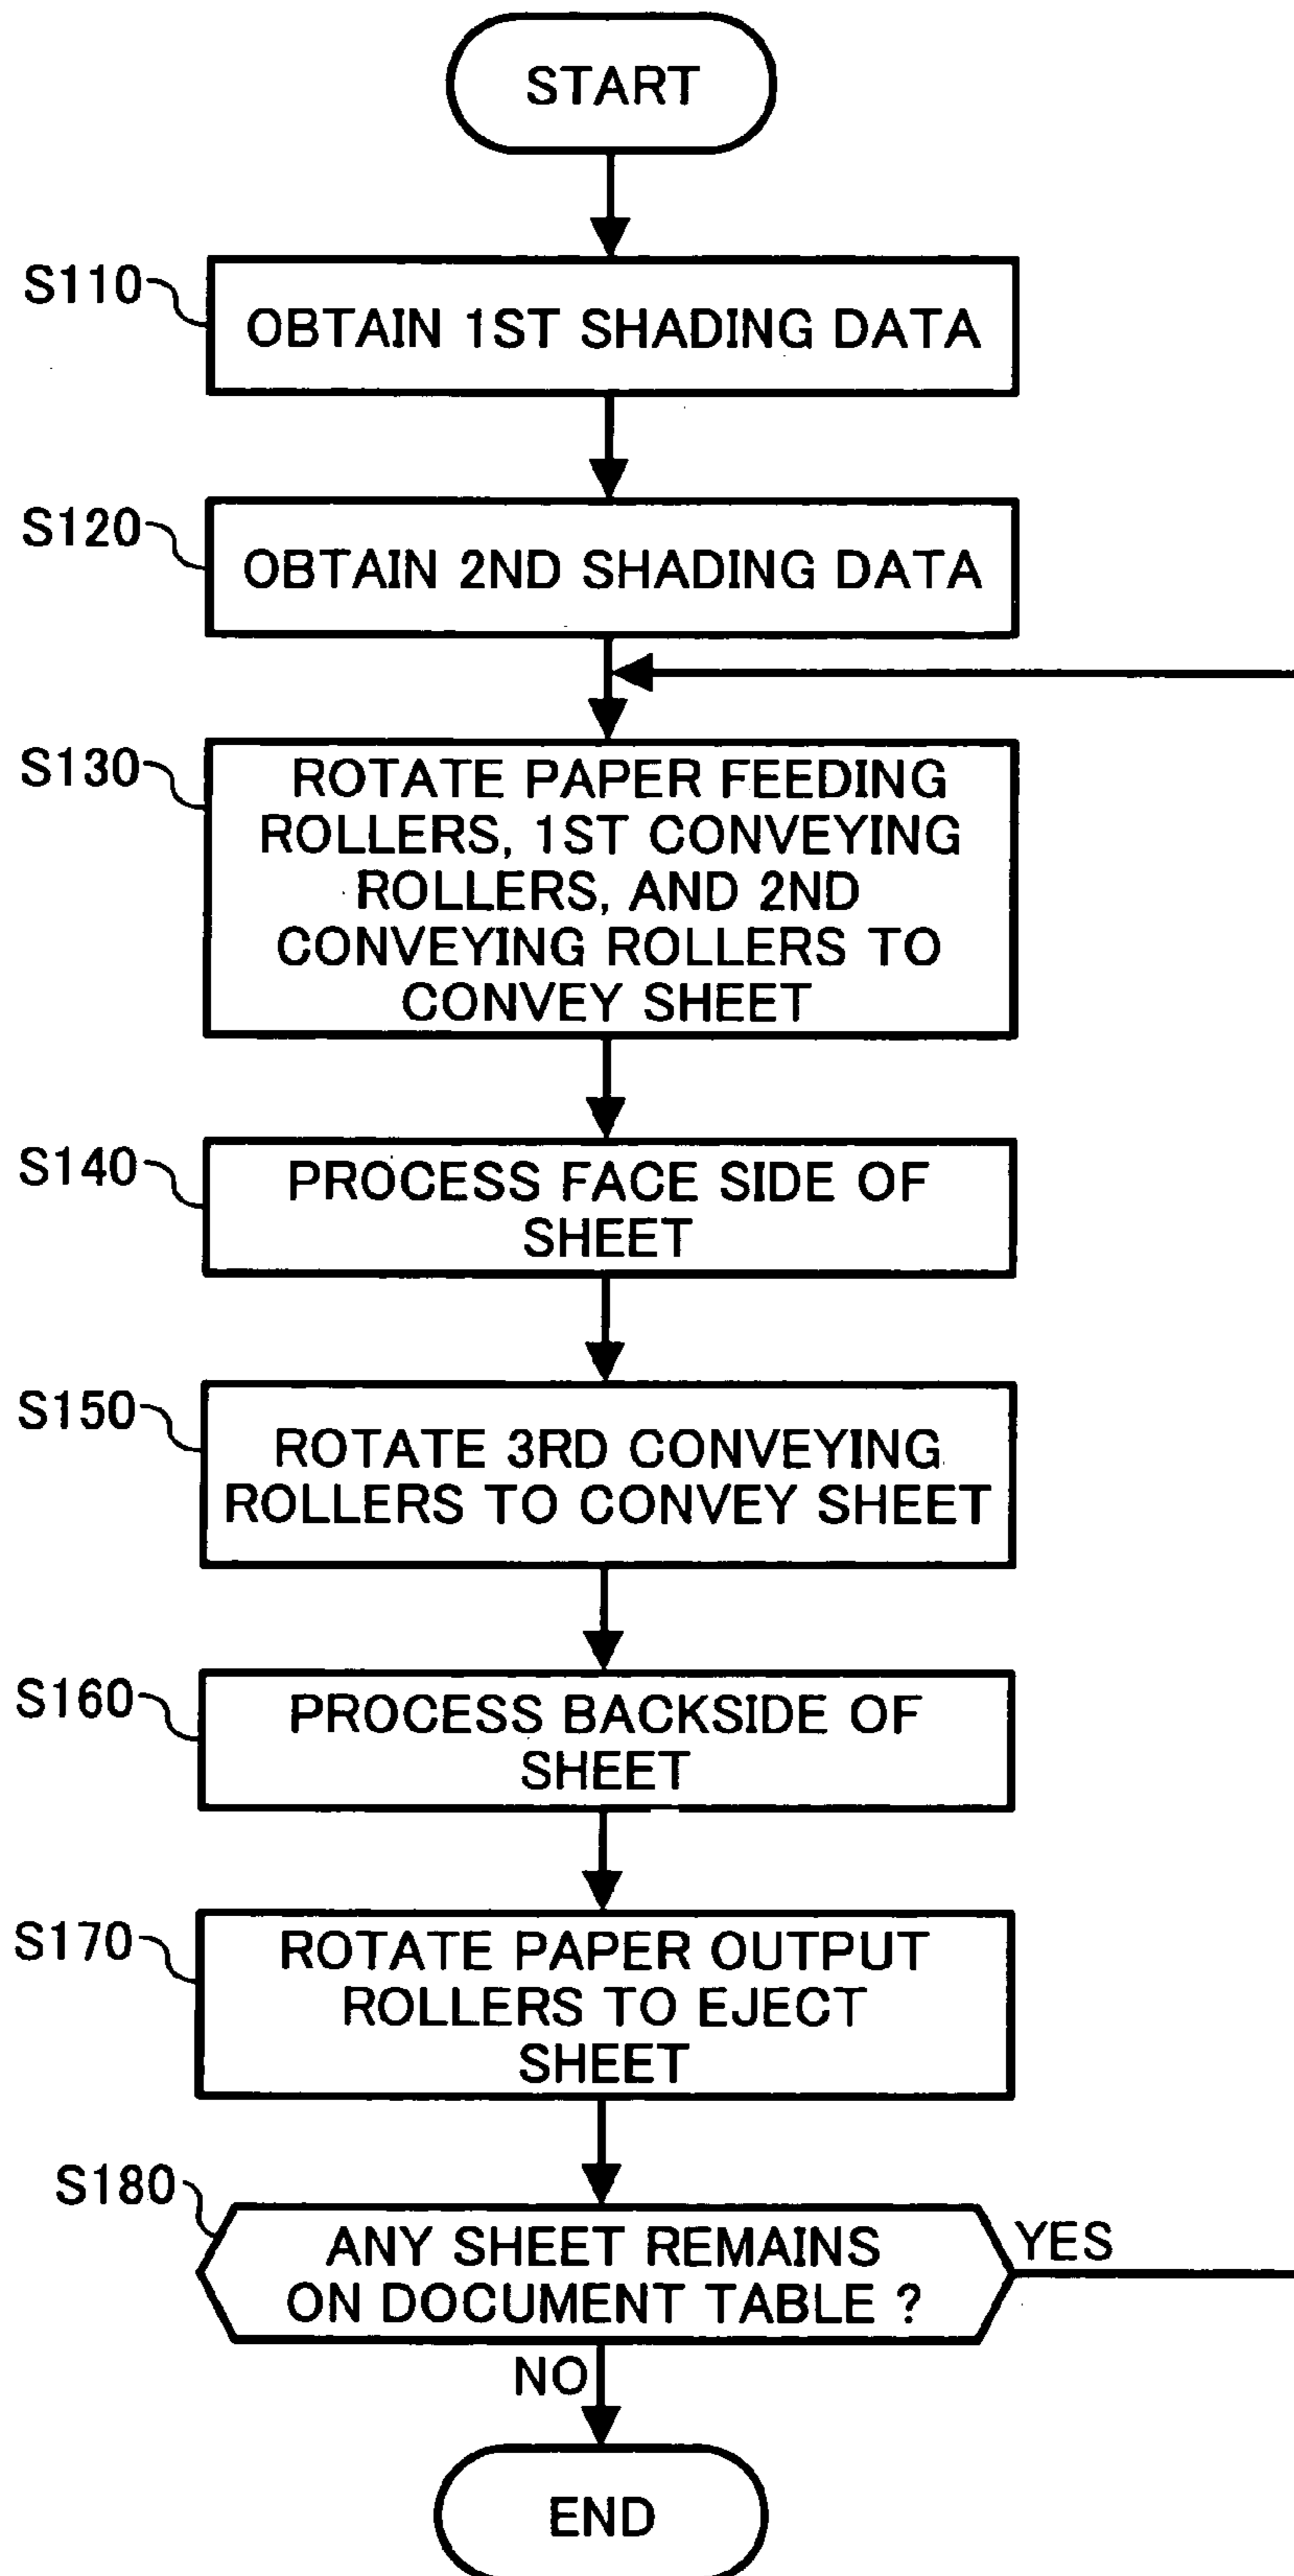 START
S110
OBTAIN 1ST SHADING DATA
S120
OBTAIN 2ND SHADING DATA
S130
ROTATE PAPER FEEDING
ROLLERS, 1ST CONVEYING
ROLLERS, AND 2ND
CONVEYING ROLLERS TO
CONVEY SHEET
S140
PROCESS FACE SIDE OF
SHEET
S150
ROTATE 3RD CONVEYING
ROLLERS TO CONVEY SHEET
S160
PROCESS BACKSIDE OF
SHEET
S170
ROTATE PAPER OUTPUT
ROLLERS TO EJECT
SHEET
S180
ANY SHEET REMAINS
ON DOCUMENT TABLE ?
YES
NO
END